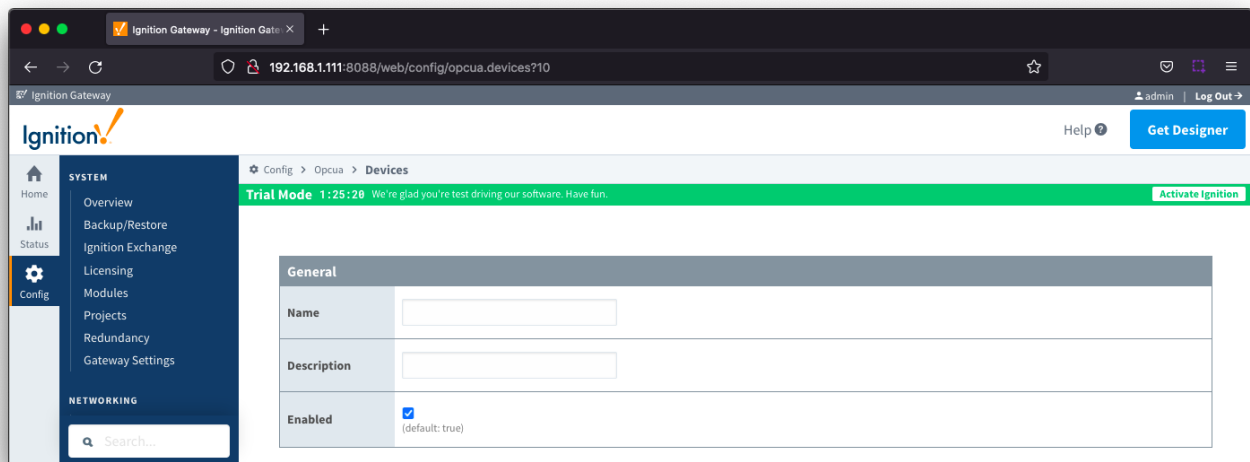 Ignition Gateway - Ignition Gate
192.168.1.111:8088/web/config/opcua.devices?10
Ignition Gateway
admin | Log Out
Ignition!
Help
Get Designer
Home
Status
Config
SYSTEM
Overview
Backup/Restore
Ignition Exchange
Licensing
Modules
Projects
Redundancy
Gateway Settings
NETWORKING
Search...
Config > Opcua > Devices
Trial Mode 1:25:20 We're glad you're test driving our software. Have fun.
Activate Ignition
General
Name
Description
Enabled
(default: true)